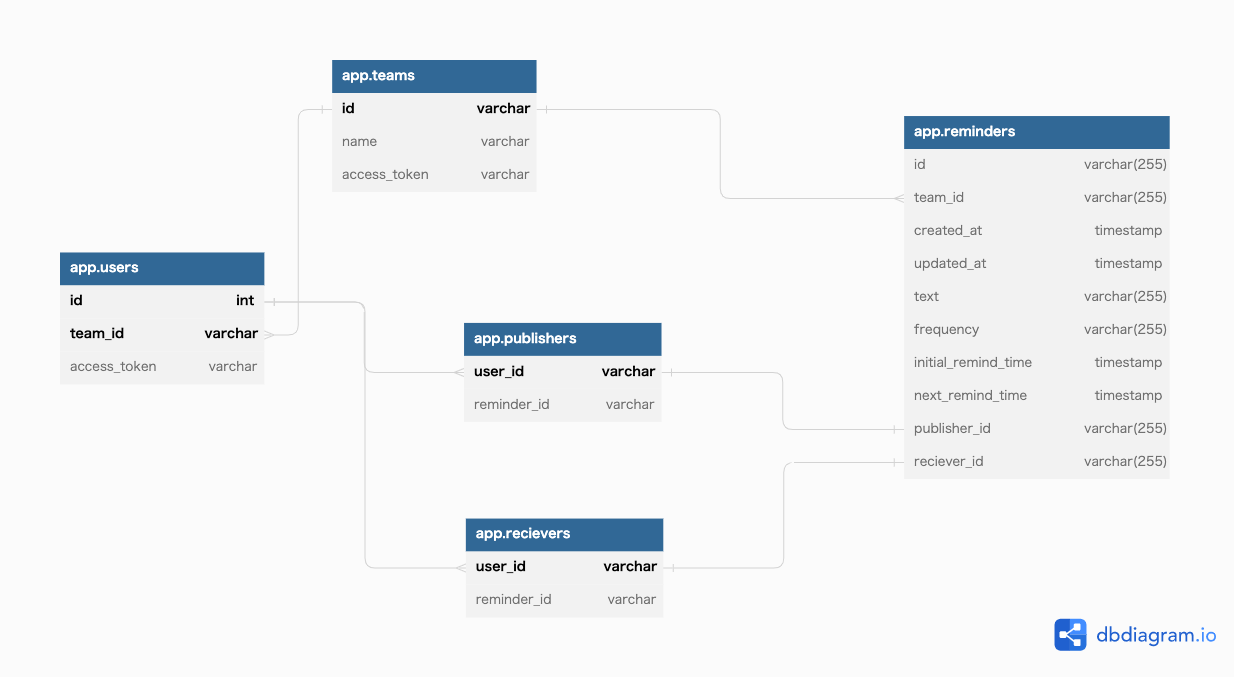 app.teams
id varchar
name varchar
access_token varchar
app.reminders
id varchar(255)
team_id varchar(255)
created_at timestamp
updated_at timestamp
text varchar(255)
frequency varchar(255)
initial_remind_time timestamp
next_remind_time timestamp
publisher_id varchar(255)
reciever_id varchar(255)
app.users
id int
team_id varchar
access_token varchar
app.publishers
user_id varchar
reminder_id varchar
app.recievers
user_id varchar
reminder_id varchar
dbdiagram.io